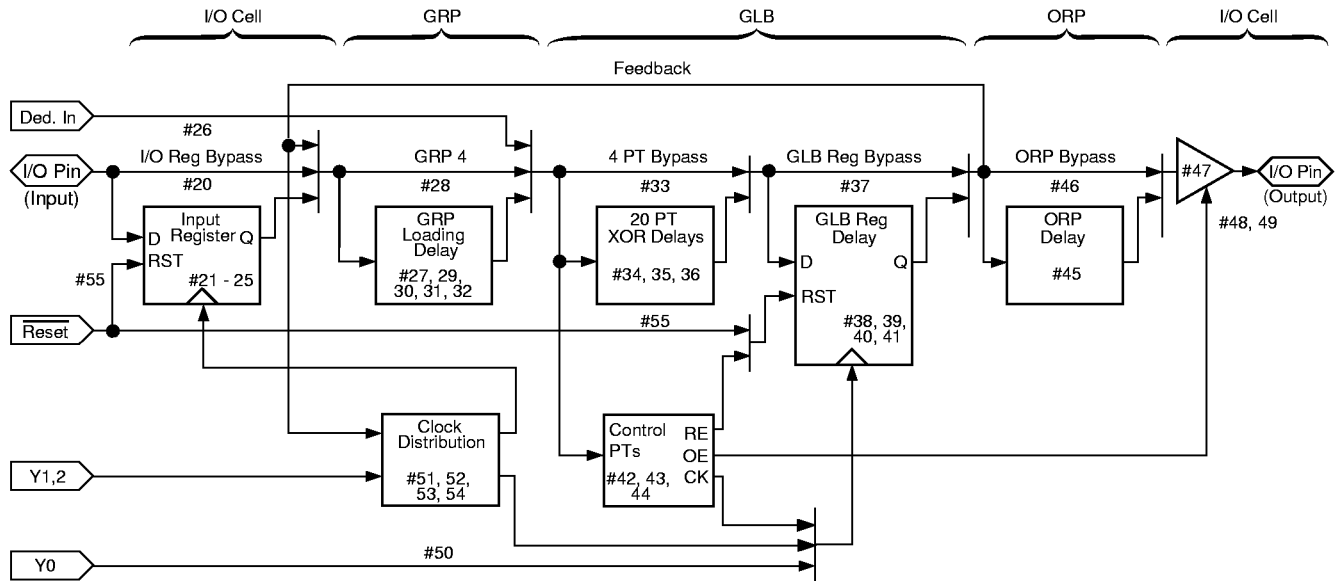 I/O Cell
GRP
GLB
ORP
I/O Cell
Feedback
Ded. In
#26
I/O Pin
(Input)
I/O Reg Bypass
#20
GRP 4
#28
4 PT Bypass
#33
GLB Reg Bypass
#37
ORP Bypass
#46
#47
I/O Pin
(Output)
#48, 49
Input
Register
D
Q
RST
#21 - 25
#55
GRP
Loading
Delay
#27, 29,
30, 31, 32
20 PT
XOR Delays
#34, 35, 36
GLB Reg
Delay
D
Q
RST
#38, 39,
40, 41
ORP
Delay
#45
Reset
#55
Clock
Distribution
#51, 52,
53, 54
Control
PTs
RE
OE
CK
#42, 43,
44
Y1,2
Y0
#50